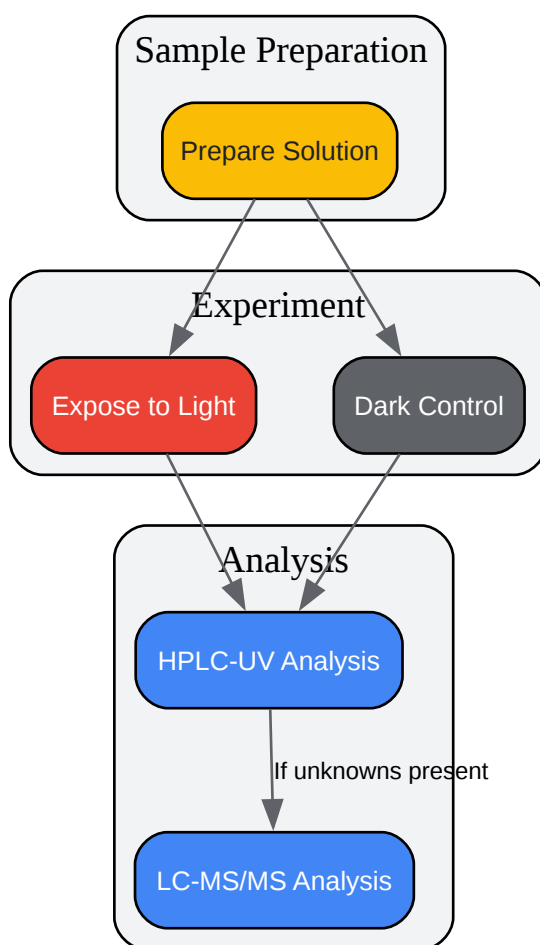 Sample Preparation
Prepare Solution
Experiment
Expose to Light
Dark Control
Analysis
HPLC-UV Analysis
If unknowns present
LC-MS/MS Analysis